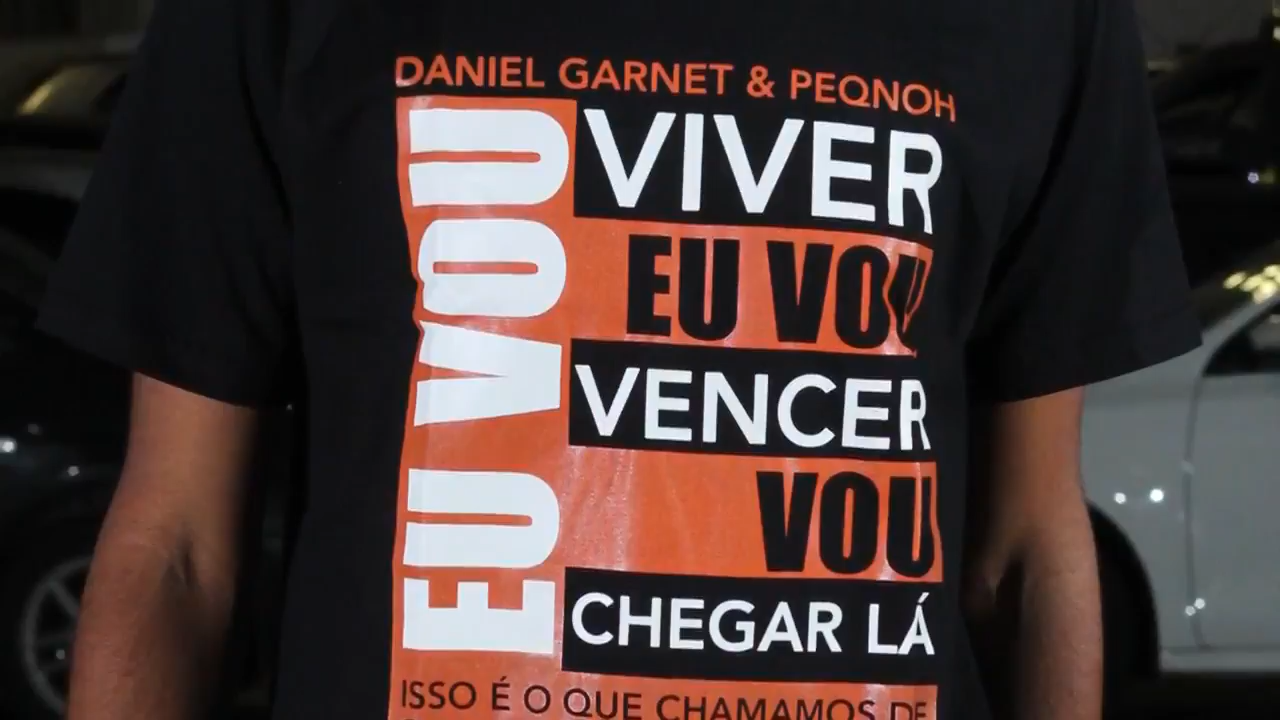 DANIEL GARNET & PEQNOH
EU VOU
VIVER
EU VOU
VENCER
VOU
CHEGAR LÁ
ISSO É O QUE CHAMAMOS DE